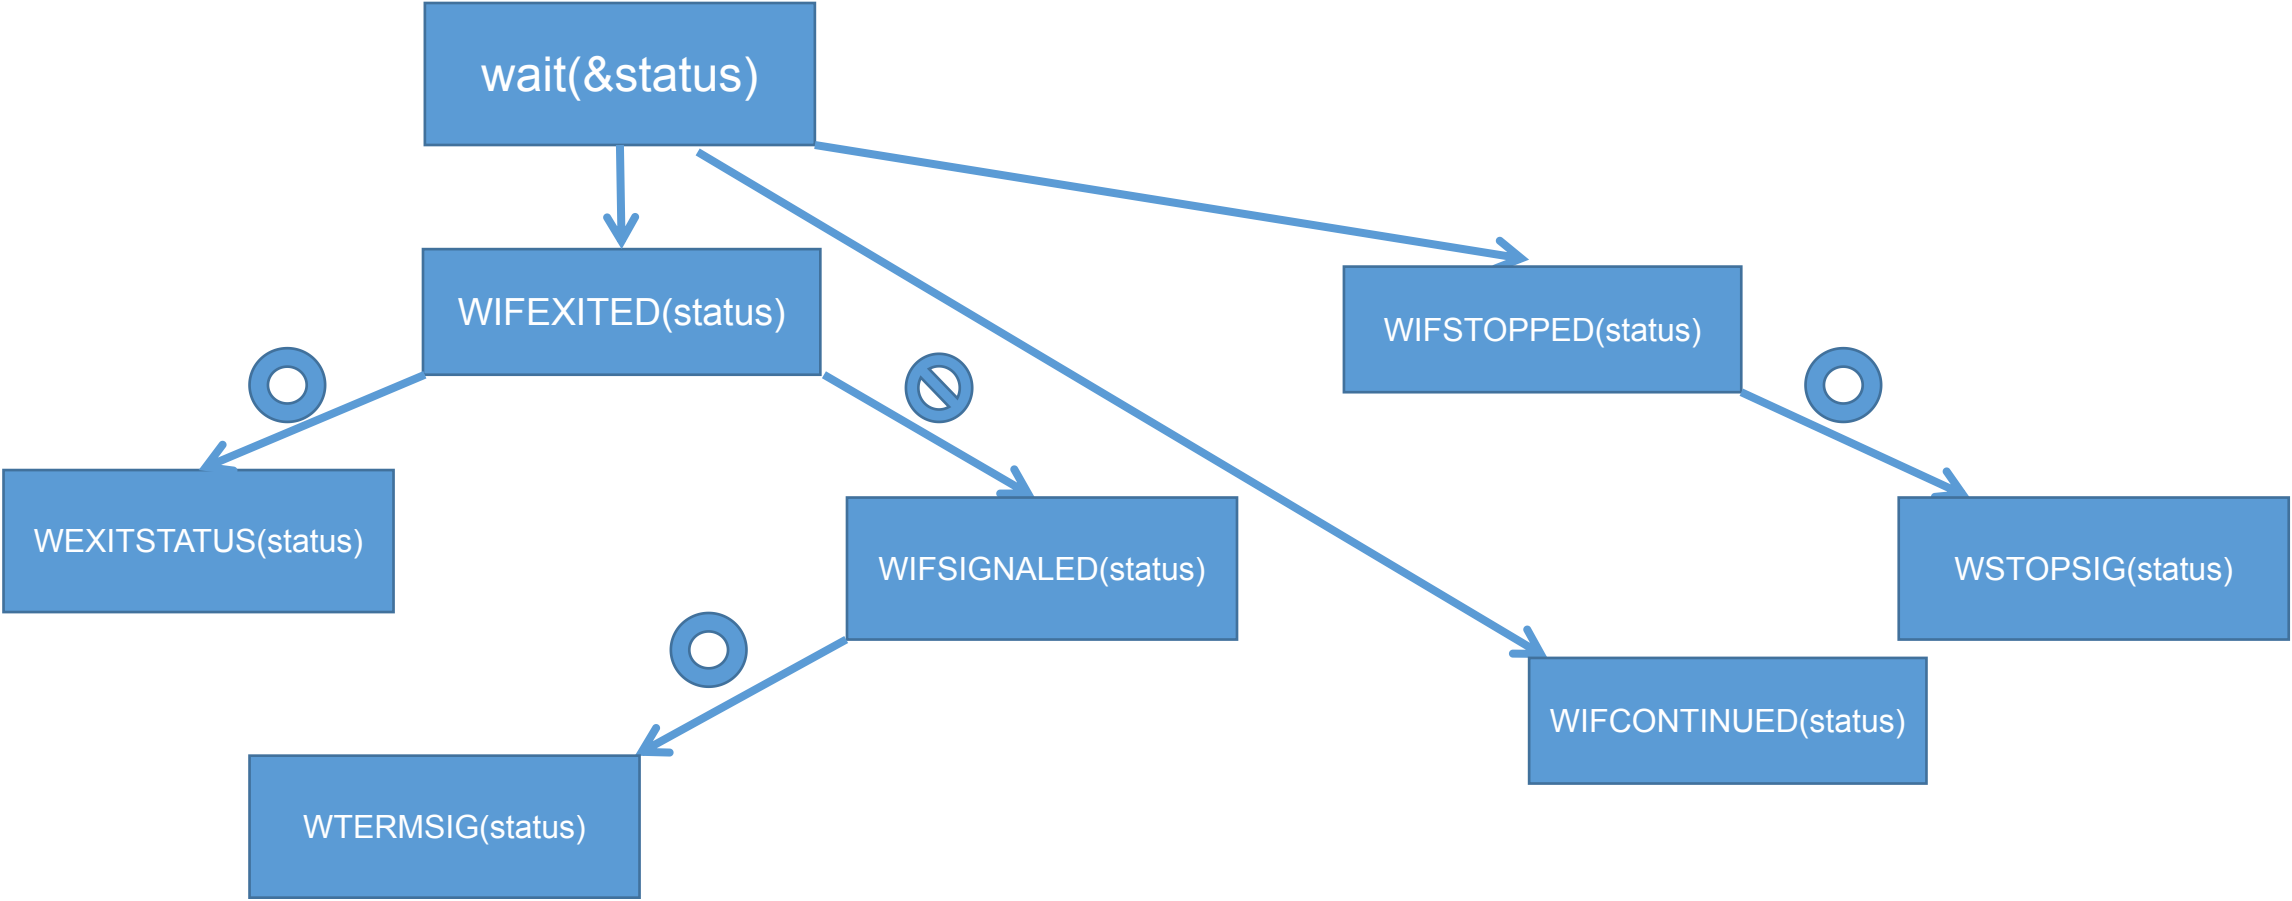 wait(&status)
WIFEXITED(status)
WIFSTOPPED(status)
WEXITSTATUS(status)
WIFSIGNALED(status)
WSTOPSIG(status)
WIFCONTINUED(status)
WTERMSIG(status)